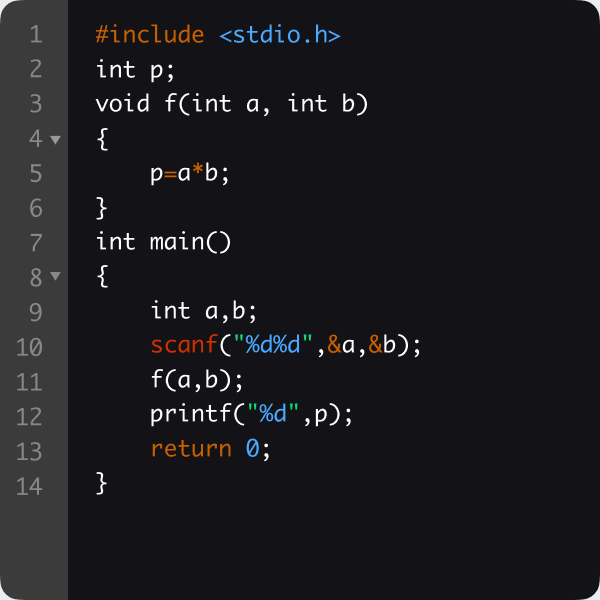 1 #include <stdio.h>
2 int p;
3 void f(int a, int b)
4 {
5     p=a*b;
6 }
7 int main()
8 {
9     int a,b;
10     scanf("%d%d",&a,&b);
11     f(a,b);
12     printf("%d",p);
13     return 0;
14 }